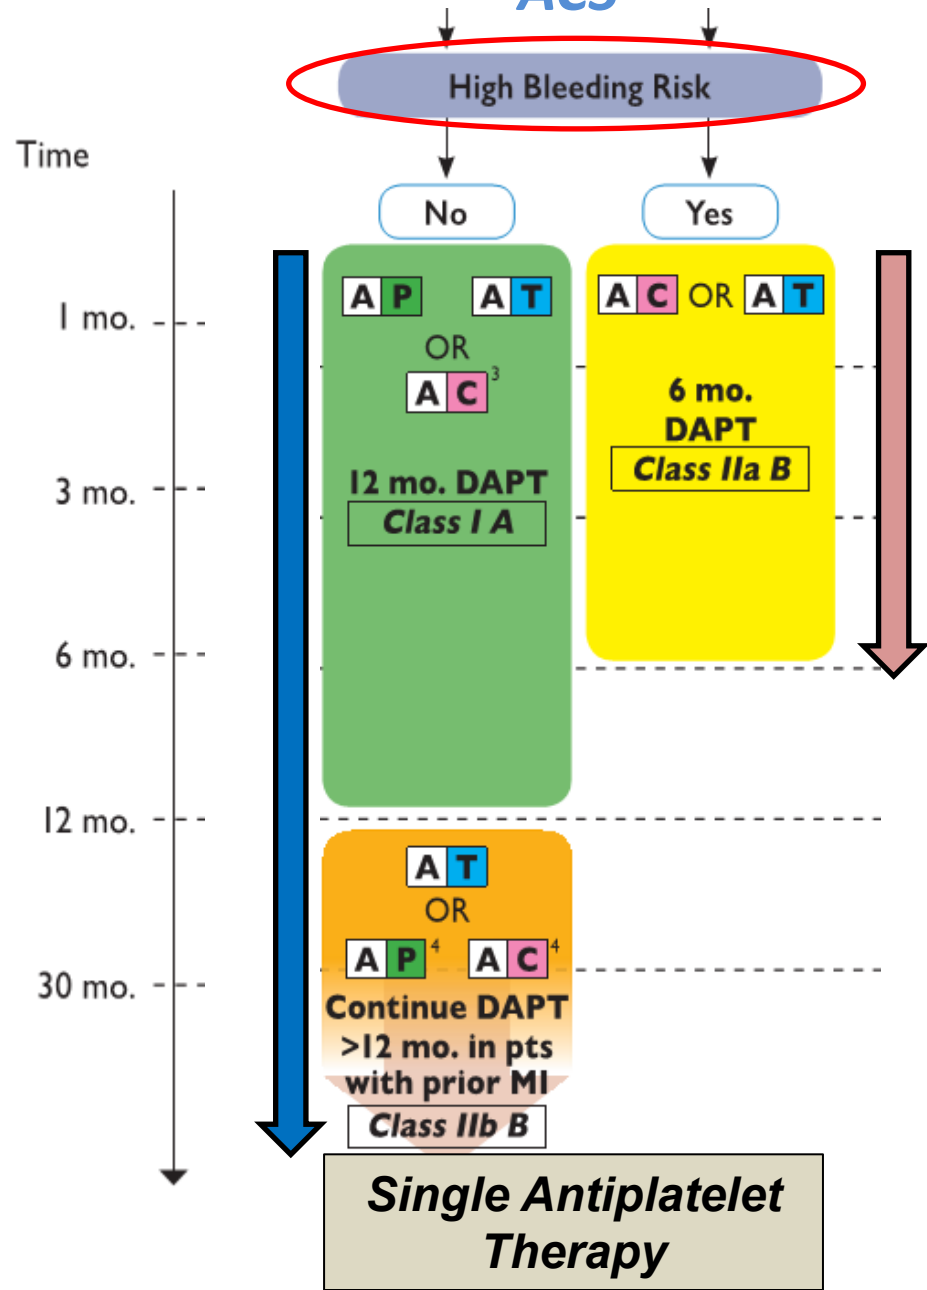 ACS
High Bleeding Risk
Time
No
Yes
A P A T
A C OR A T
1 mo.
OR
A C 3
6 mo.
DAPT
Class IIa B
12 mo. DAPT
Class I A
3 mo.
6 mo.
12 mo.
A T
OR
A P 4 A C 4
30 mo.
Continue DAPT
>12 mo. in pts
with prior MI
Class IIb B
Single Antiplatelet
Therapy